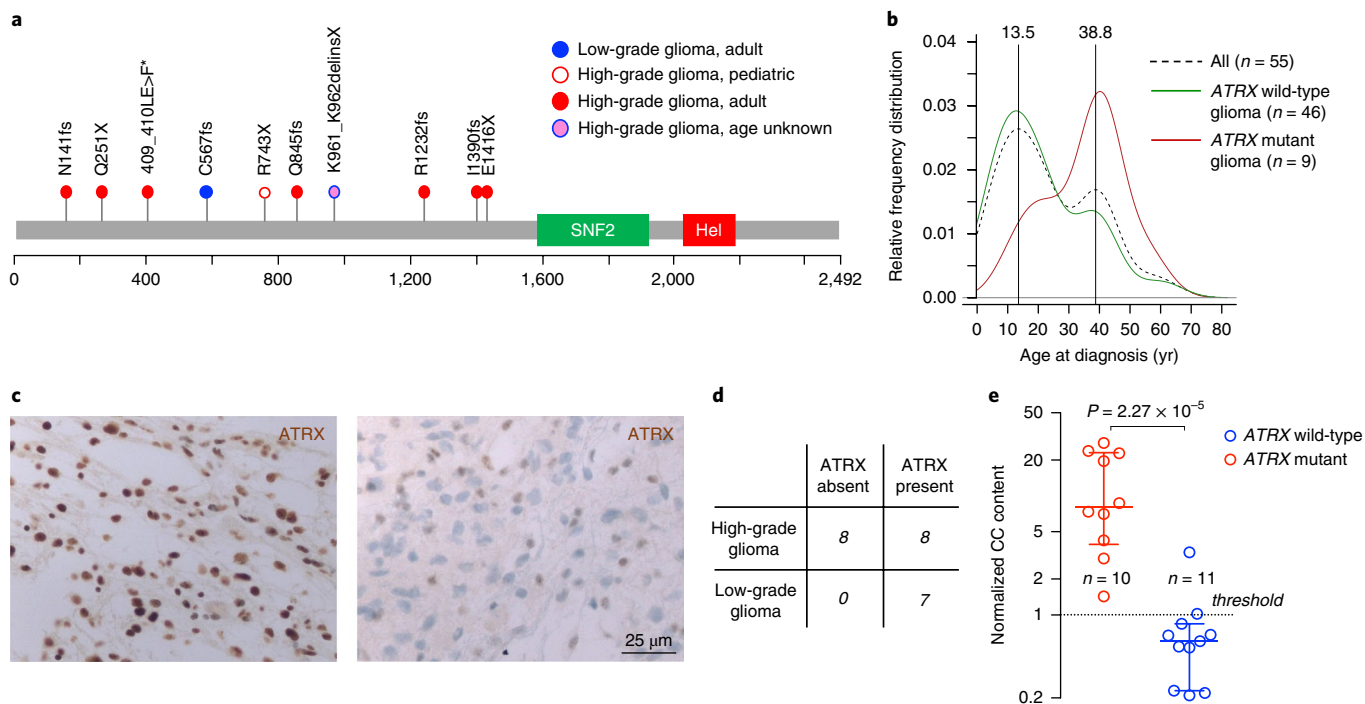 a
N141fs
Q251X
409_410LE>F*
C567fs
R743X
Q845fs
K961_K962delinsX
R1232fs
I1390fs
E1416X
Low-grade glioma, adult
High-grade glioma, pediatric
High-grade glioma, adult
High-grade glioma, age unknown
SNF2
Hel
0
400
800
1,200
1,600
2,000
2,492
b
13.5
38.8
0.04
0.03
0.02
0.01
0.00
Relative frequency distribution
0 10 20 30 40 50 60 70 80
Age at diagnosis (yr)
All (n = 55)
ATRX wild-type
glioma (n = 46)
ATRX mutant
glioma (n = 9)
c
ATRX
ATRX
25 μm
d
ATRX
absent
ATRX
present
High-grade
glioma
8
8
Low-grade
glioma
0
7
e
P = 2.27 × 10⁻⁵
50
20
5
2
1
0.2
Normalized CC content
n = 10
n = 11
threshold
ATRX wild-type
ATRX mutant